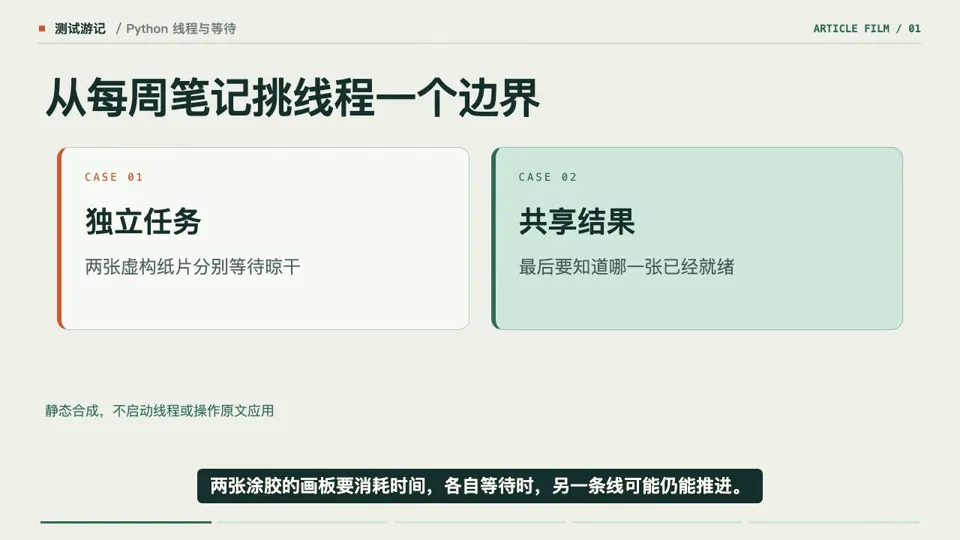 测试游记 / Python 线程与等待
ARTICLE FILM / 01
从每周笔记挑线程一个边界
CASE 01
独立任务
两张虚构纸片分别等待晾干
CASE 02
共享结果
最后要知道哪一张已经就绪
静态合成，不启动线程或操作原文应用
两张涂胶的画板要消耗时间，各自等待时，另一条线可能仍能推进。